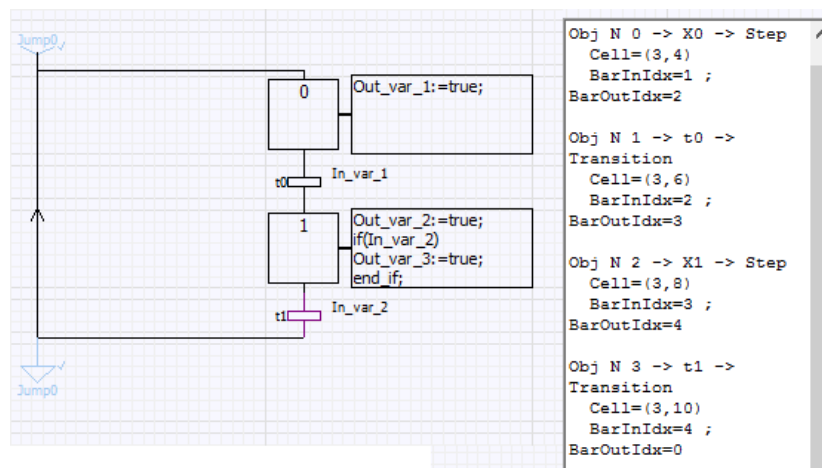 Jump0
0
Out_var_1:=true;
t0
In_var_1
1
Out_var_2:=true;
if(In_var_2)
Out_var_3:=true;
end_if;
t1
In_var_2
Jump0
Obj N 0 -> X0 -> Step
Cell=(3,4)
BarInIdx=1 ;
BarOutIdx=2
Obj N 1 -> t0 ->
Transition
Cell=(3,6)
BarInIdx=2 ;
BarOutIdx=3
Obj N 2 -> X1 -> Step
Cell=(3,8)
BarInIdx=3 ;
BarOutIdx=4
Obj N 3 -> t1 ->
Transition
Cell=(3,10)
BarInIdx=4 ;
BarOutIdx=0